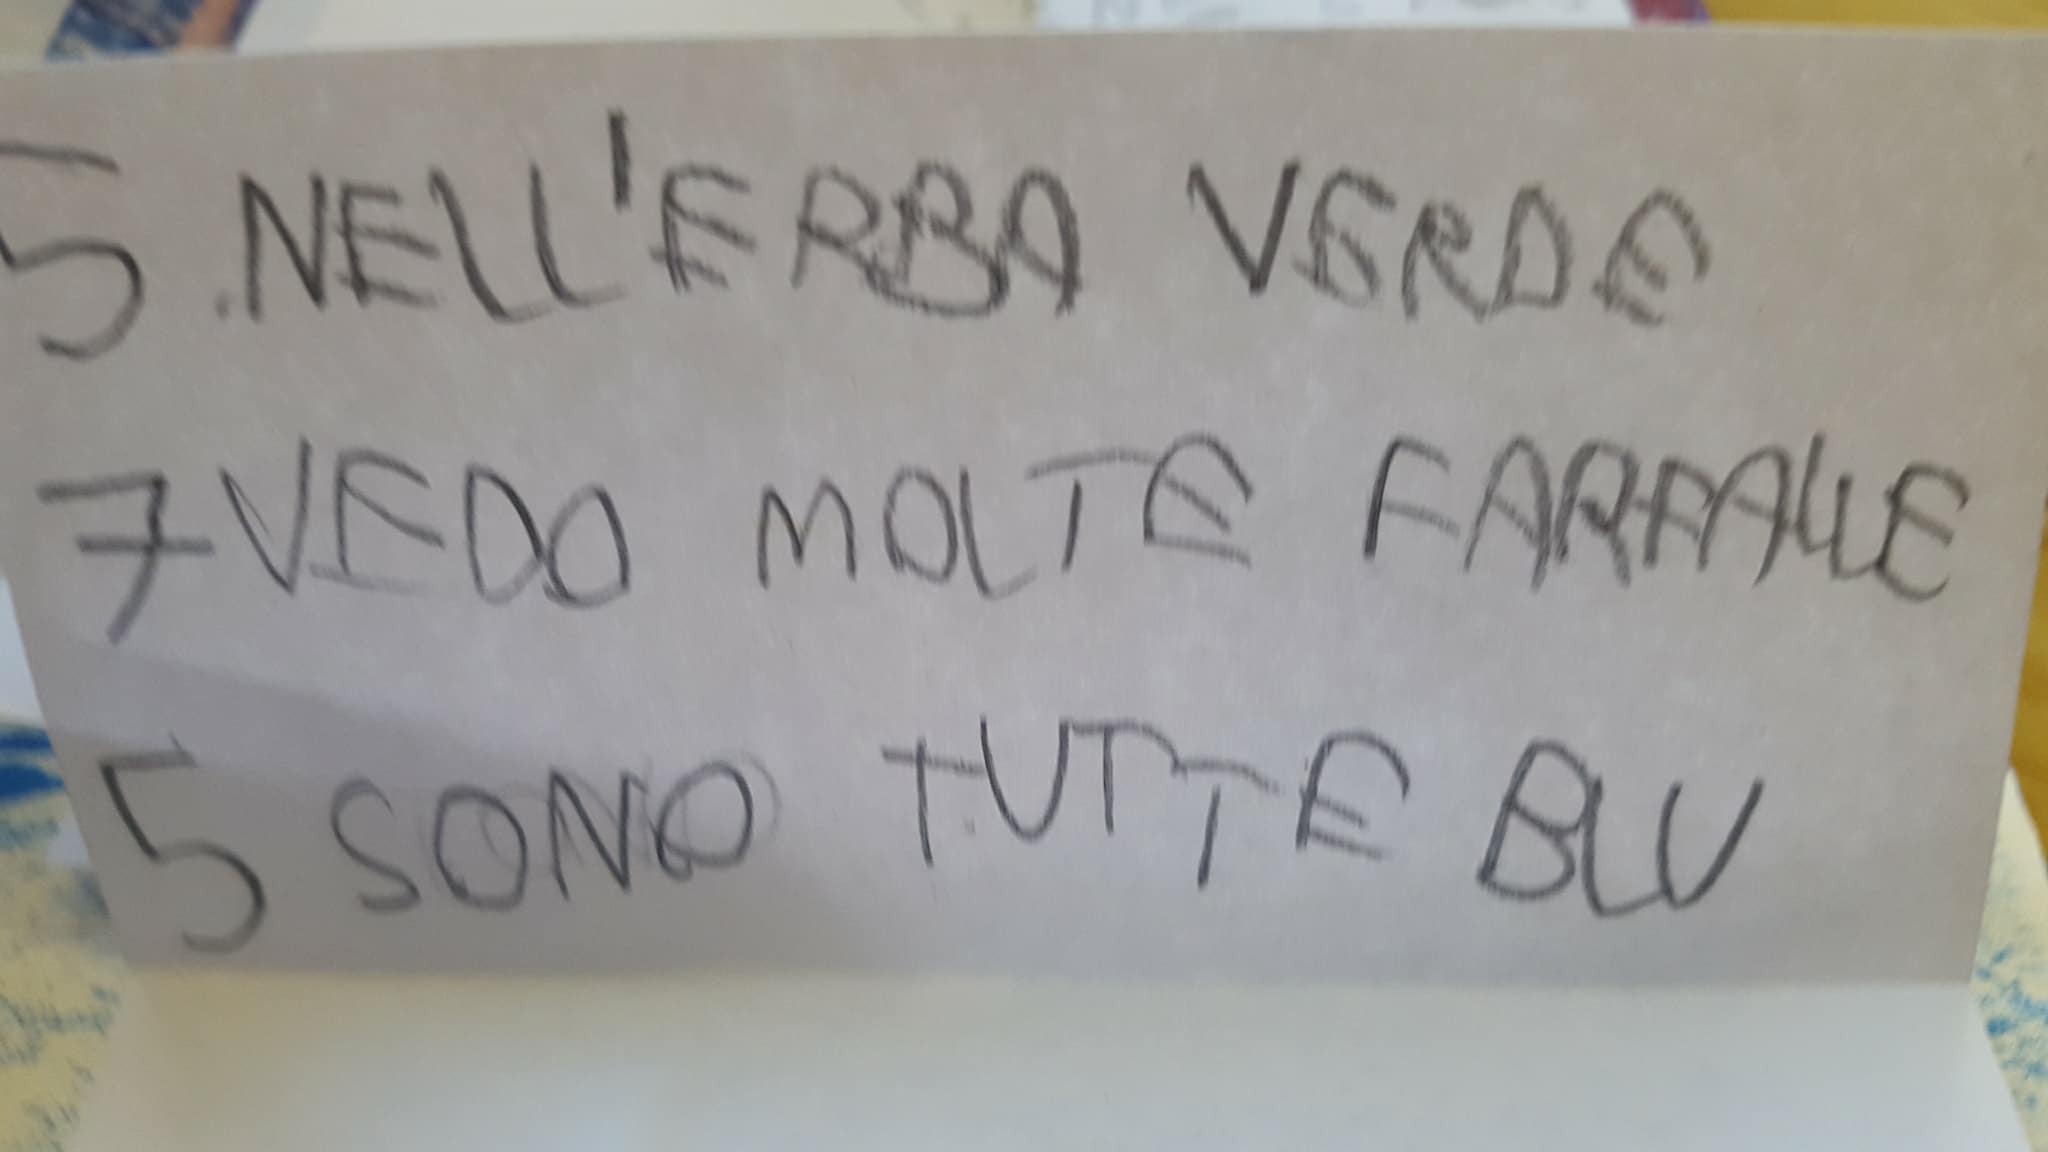 5 .NELL'ERBA VERDE
7 VEDO MOLTE FARFALLE
5 SONO TUTTE BLU